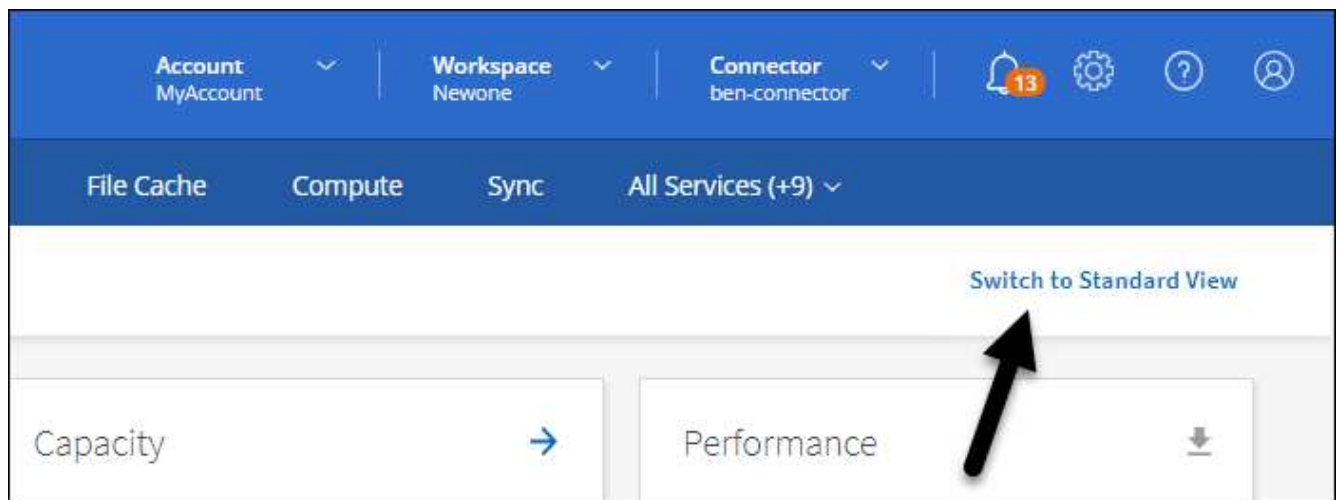 Account Workspace Connector
MyAccount Newone ben-connector
13
File Cache Compute Sync All Services (+9)
Switch to Standard View
Capacity Performance